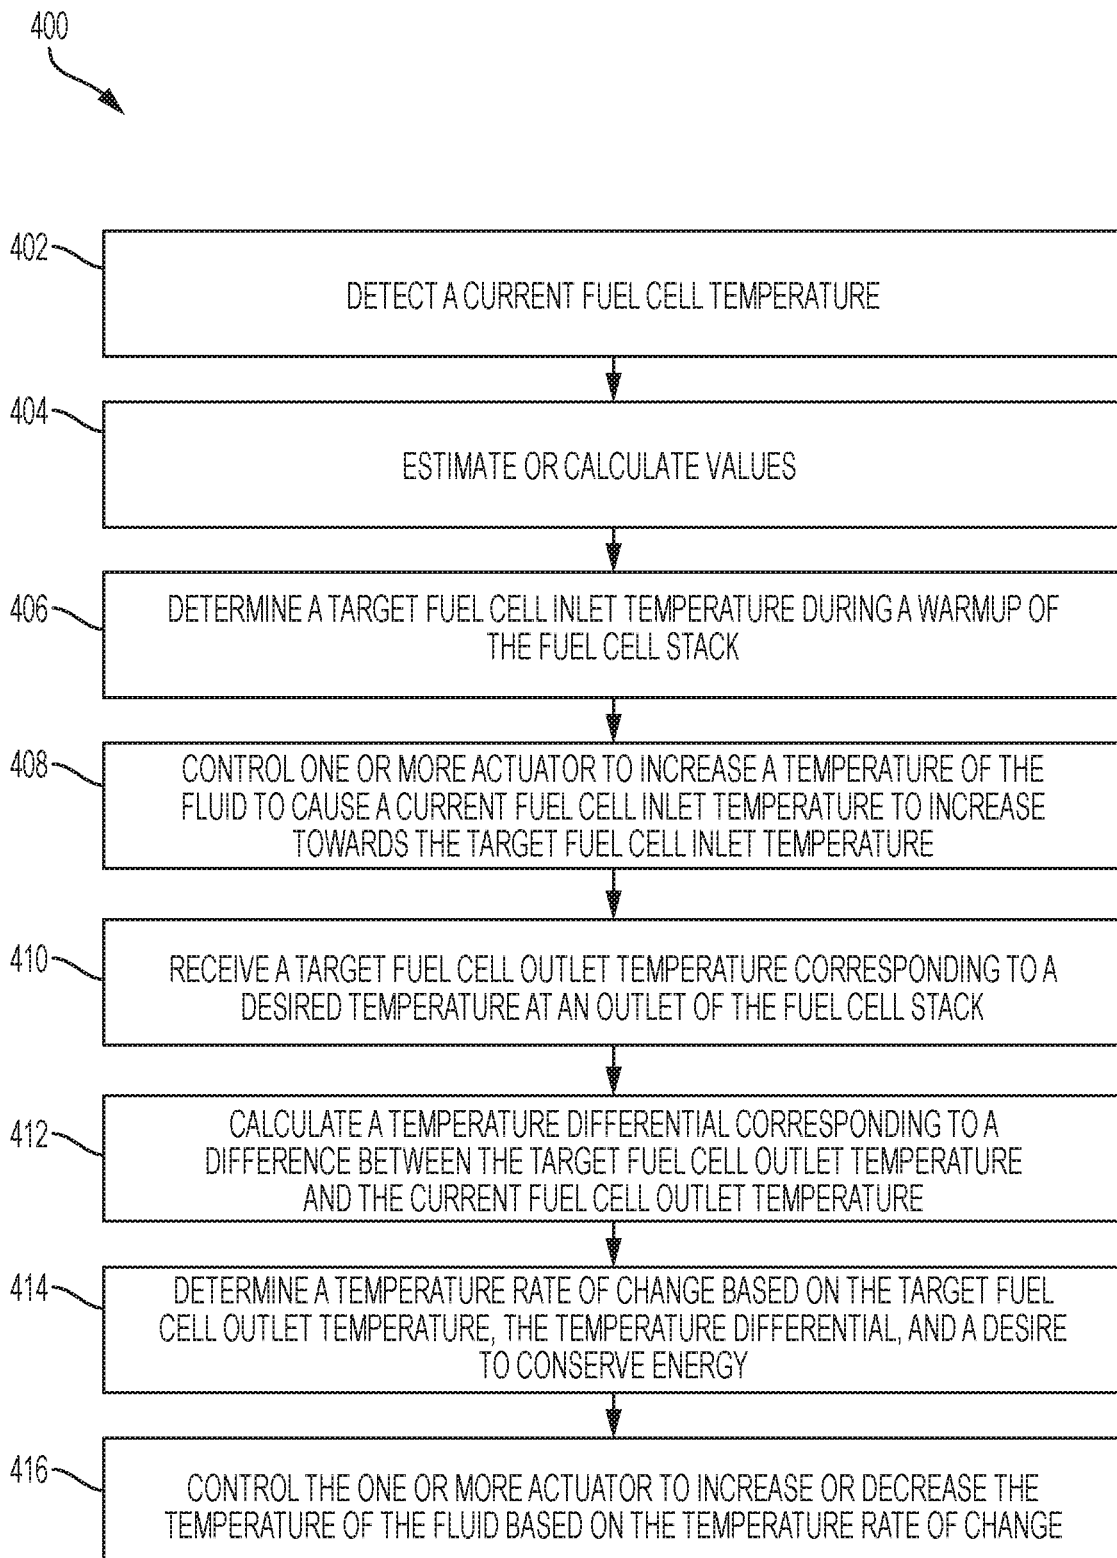 400
402
DETECT A CURRENT FUEL CELL TEMPERATURE
404
ESTIMATE OR CALCULATE VALUES
406
DETERMINE A TARGET FUEL CELL INLET TEMPERATURE DURING A WARMUP OF
THE FUEL CELL STACK
408
CONTROL ONE OR MORE ACTUATOR TO INCREASE A TEMPERATURE OF THE
FLUID TO CAUSE A CURRENT FUEL CELL INLET TEMPERATURE TO INCREASE
TOWARDS THE TARGET FUEL CELL INLET TEMPERATURE
410
RECEIVE A TARGET FUEL CELL OUTLET TEMPERATURE CORRESPONDING TO A
DESIRED TEMPERATURE AT AN OUTLET OF THE FUEL CELL STACK
412
CALCULATE A TEMPERATURE DIFFERENTIAL CORRESPONDING TO A
DIFFERENCE BETWEEN THE TARGET FUEL CELL OUTLET TEMPERATURE
AND THE CURRENT FUEL CELL OUTLET TEMPERATURE
414
DETERMINE A TEMPERATURE RATE OF CHANGE BASED ON THE TARGET FUEL
CELL OUTLET TEMPERATURE, THE TEMPERATURE DIFFERENTIAL, AND A DESIRE
TO CONSERVE ENERGY
416
CONTROL THE ONE OR MORE ACTUATOR TO INCREASE OR DECREASE THE
TEMPERATURE OF THE FLUID BASED ON THE TEMPERATURE RATE OF CHANGE